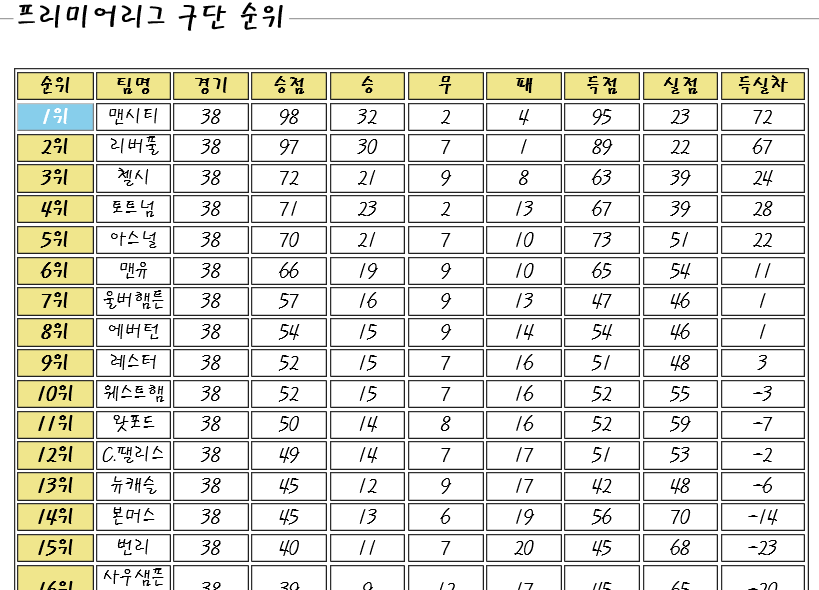 프리미어리그 구단 순위
순위 팀명 경기 승점 승 무 패 득점 실점 득실차
1위 맨시티 38 98 32 2 4 95 23 72
2위 리버풀 38 97 30 7 1 89 22 67
3위 첼시 38 72 21 9 8 63 39 24
4위 토트넘 38 71 23 2 13 67 39 28
5위 아스널 38 70 21 7 10 73 51 22
6위 맨유 38 66 19 9 10 65 54 11
7위 울버햄튼 38 57 16 9 13 47 46 1
8위 에버턴 38 54 15 9 14 54 46 1
9위 레스터 38 52 15 7 16 51 48 3
10위 웨스트햄 38 52 15 7 16 52 55 -3
11위 왓포드 38 50 14 8 16 52 59 -7
12위 C.팰리스 38 49 14 7 17 51 53 -2
13위 뉴캐슬 38 45 12 9 17 42 48 -6
14위 본머스 38 45 13 6 19 56 70 -14
15위 번리 38 40 11 7 20 45 68 -23
16위 사우샘픈 38 39 9 12 17 45 65 -20